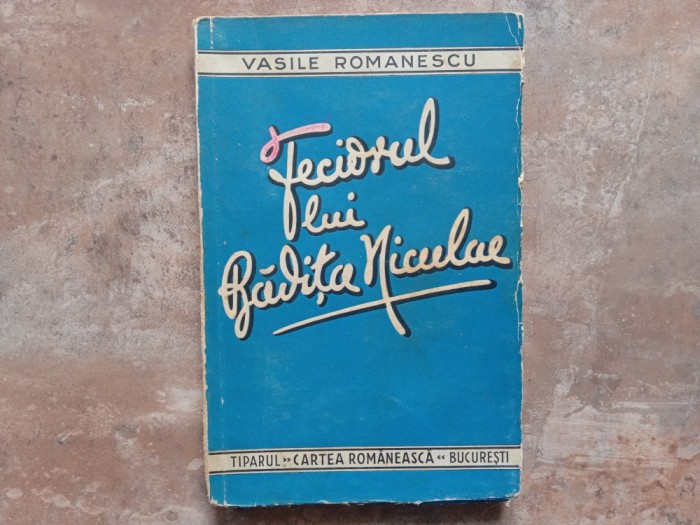 VASILE ROMANESCU
Feciorul
lui
Bădița Niculae
TIPARUL »» CARTEA ROMÂNEASCĂ «« BUCUREȘTI